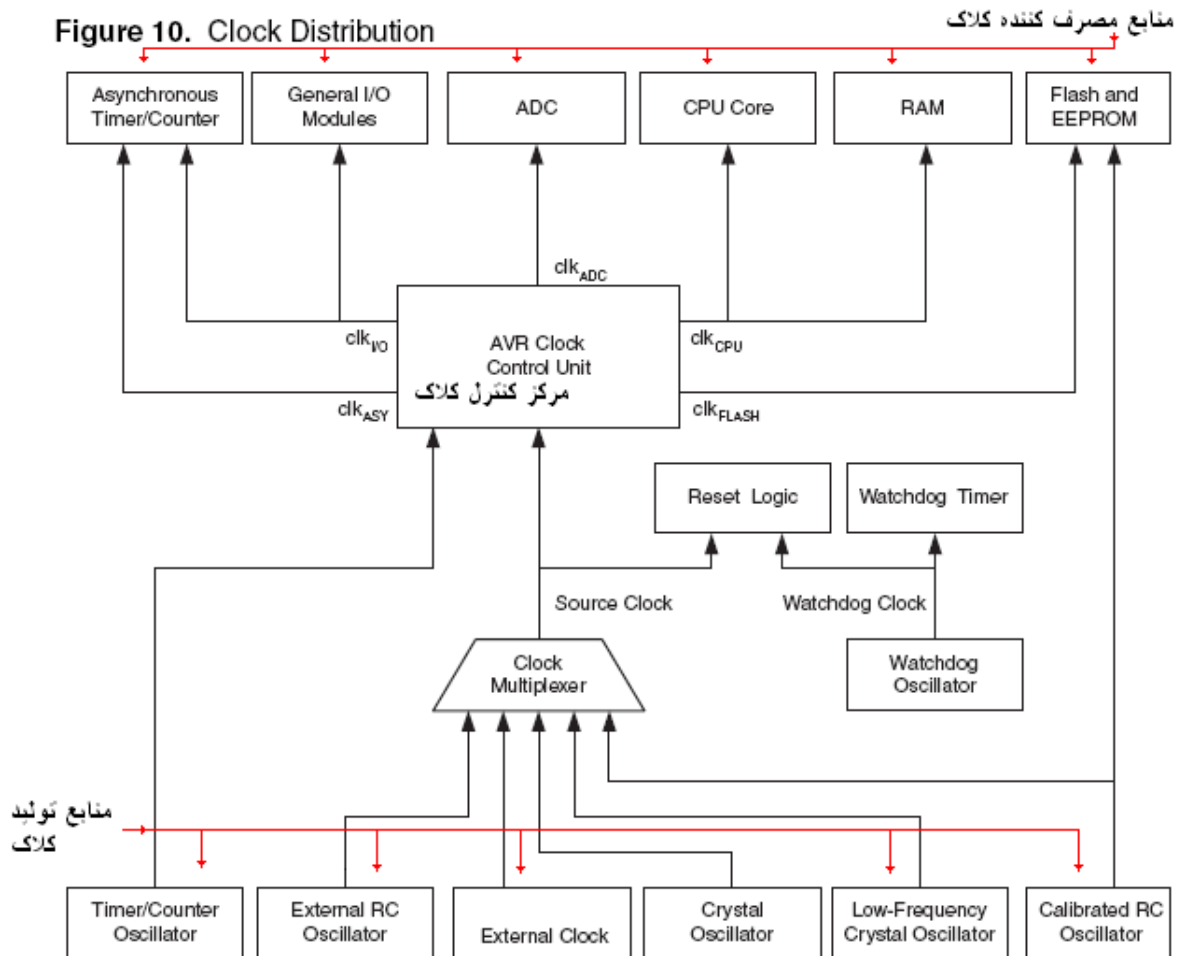 Figure 10. Clock Distribution
منابع مصرف کننده کلاک
Asynchronous
Timer/Counter
General I/O
Modules
ADC
CPU Core
RAM
Flash and
EEPROM
clkADC
clkI/O
AVR Clock
Control Unit
مرکز کنترل کلاک
clkCPU
clkASY
clkFLASH
Reset Logic
Watchdog Timer
Source Clock
Watchdog Clock
Clock
Multiplexer
Watchdog
Oscillator
منابع تولید
کلاک
Timer/Counter
Oscillator
External RC
Oscillator
External Clock
Crystal
Oscillator
Low-Frequency
Crystal Oscillator
Calibrated RC
Oscillator